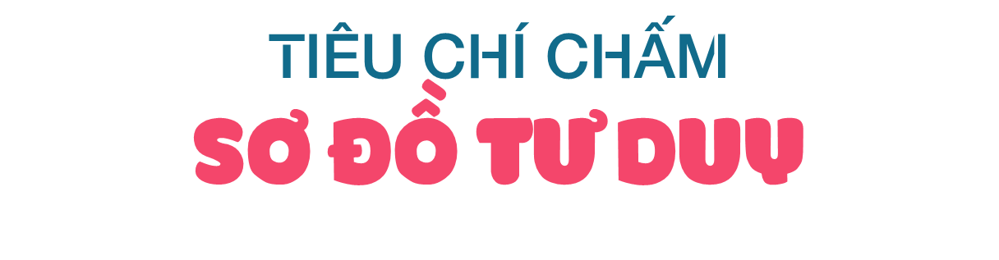 TIÊU CHÍ CHẤM
SƠ ĐỒ TƯ DUY